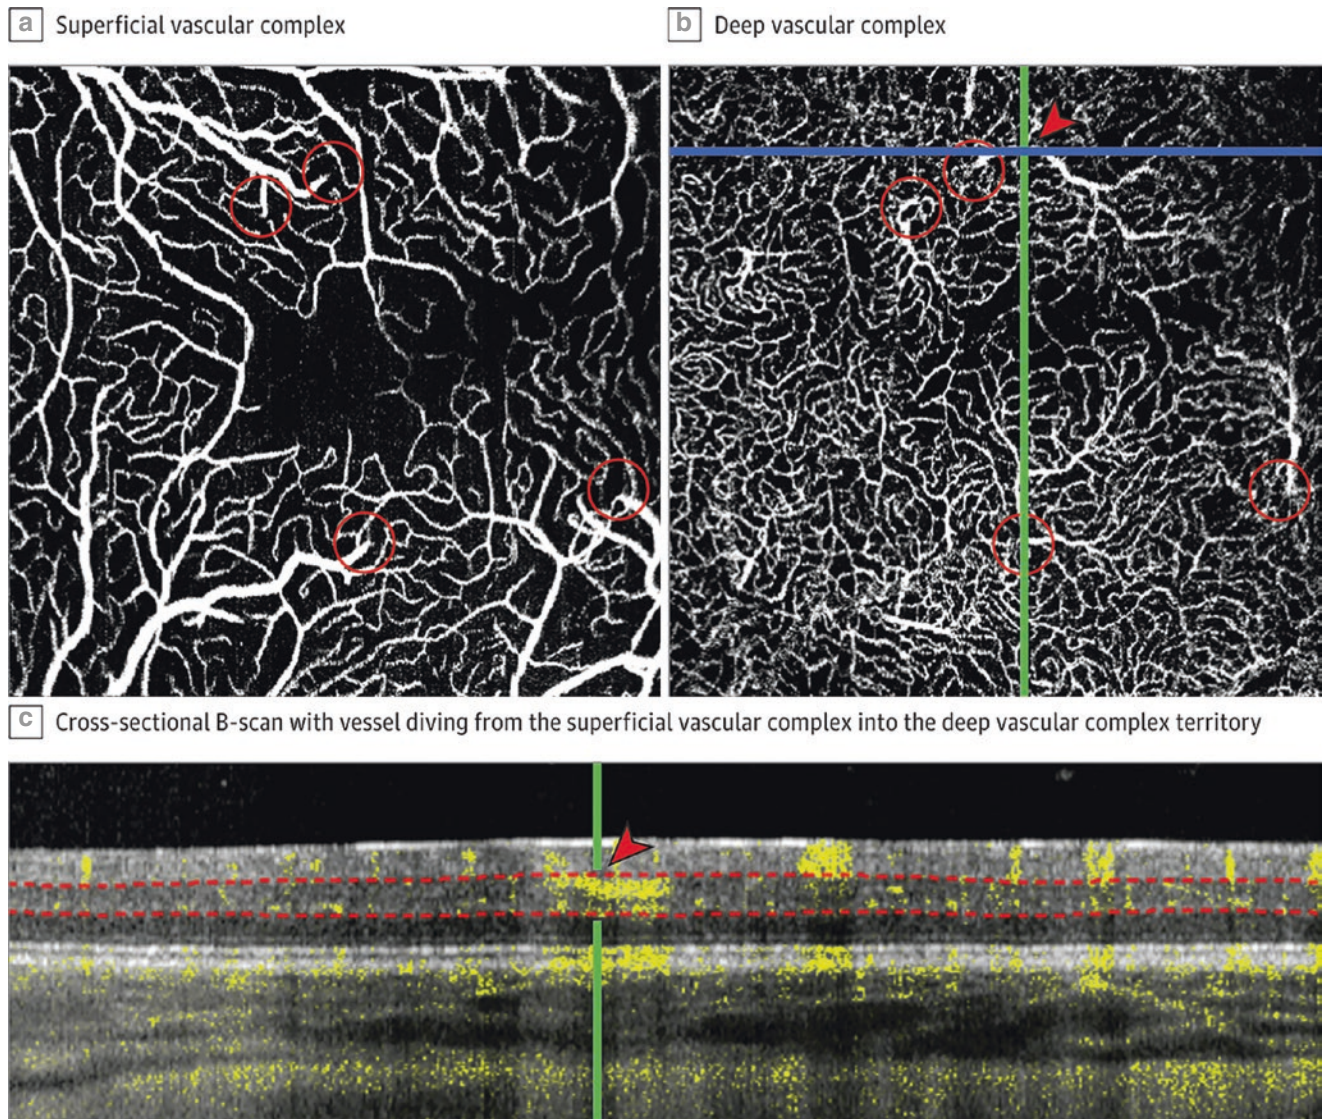 a Superficial vascular complex
b Deep vascular complex
c Cross-sectional B-scan with vessel diving from the superficial vascular complex into the deep vascular complex territory